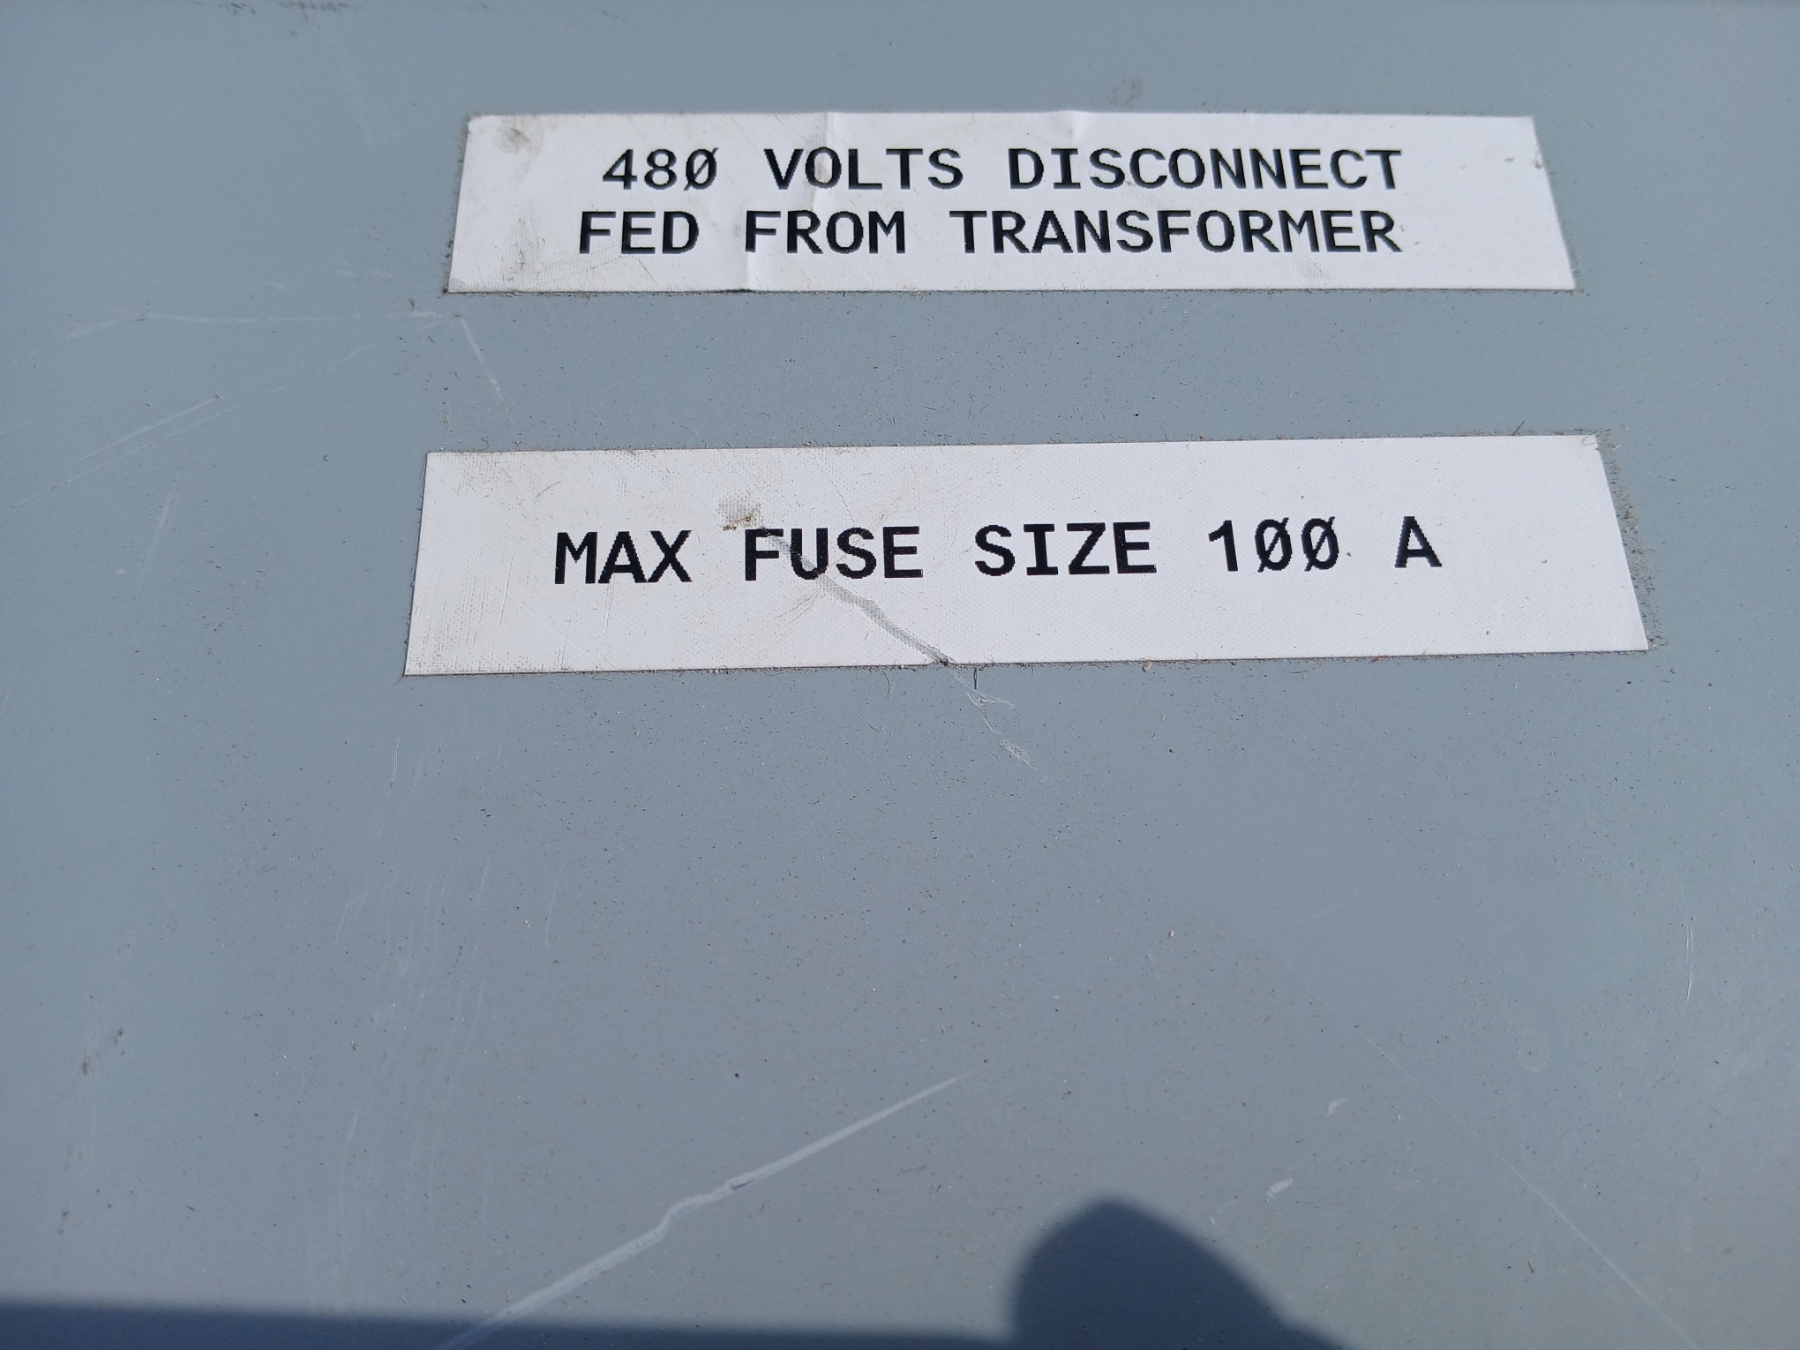 480 VOLTS DISCONNECT
FED FROM TRANSFORMER
MAX FUSE SIZE 100 A